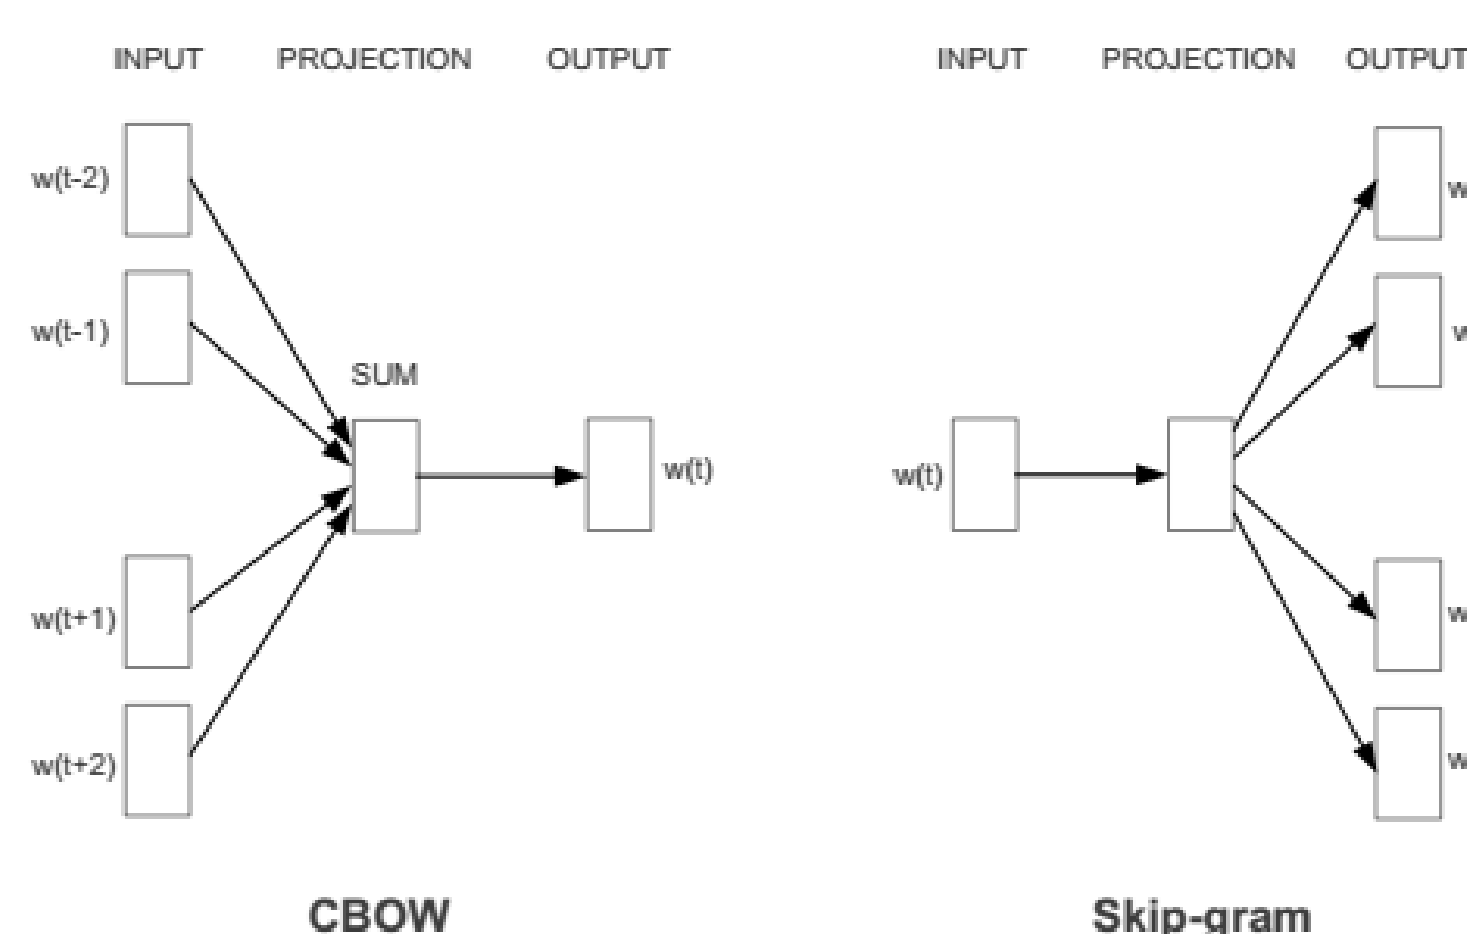 INPUT PROJECTION OUTPUT
w(t-2)
w(t-1)
SUM
w(t)
w(t+1)
w(t+2)
CBOW
INPUT PROJECTION OUTPUT
w
w
w(t)
w
w
Skip-gram